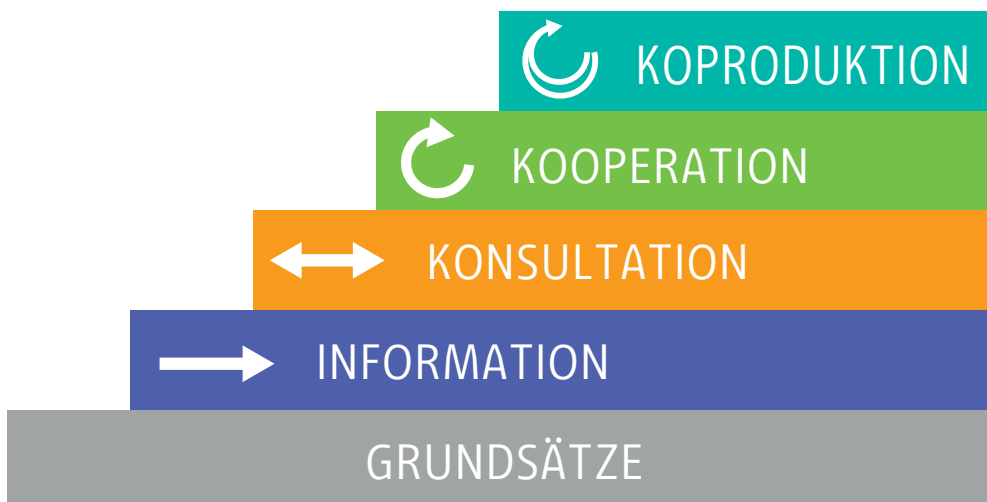 KOPRODUKTION
KOOPERATION
KONSULTATION
INFORMATION
GRUNDSÄTZE